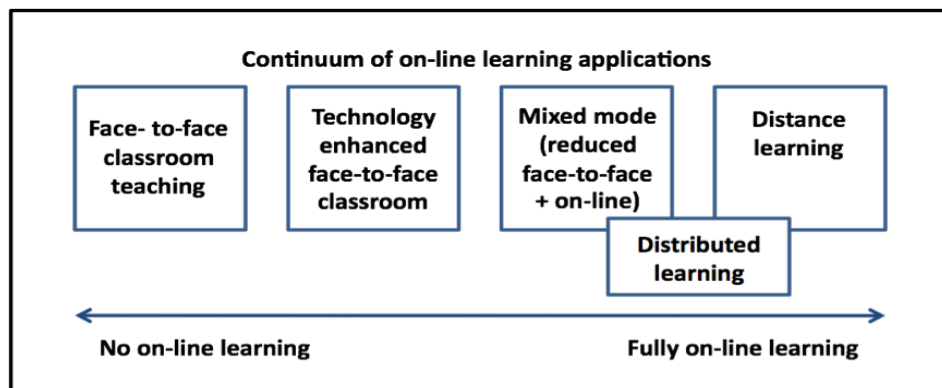 Continuum of on-line learning applications
Face- to-face
classroom
teaching
Technology
enhanced
face-to-face
classroom
Mixed mode
(reduced
face-to-face
+ on-line)
Distance
learning
Distributed
learning
No on-line learning
Fully on-line learning